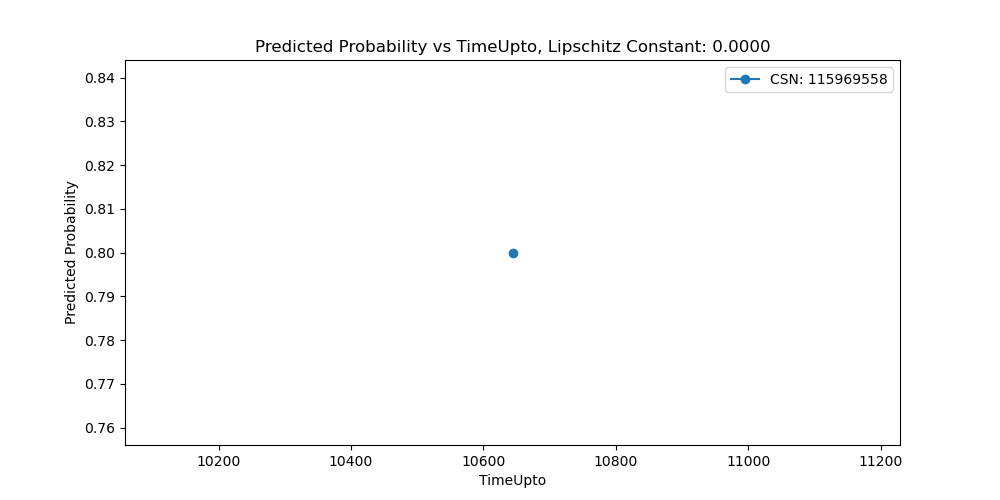 Predicted Probability vs TimeUpto, Lipschitz Constant: 0.0000
CSN: 115969558
Predicted Probability
0.84
0.83
0.82
0.81
0.80
0.79
0.78
0.77
0.76
10200 10400 10600 10800 11000 11200
TimeUpto